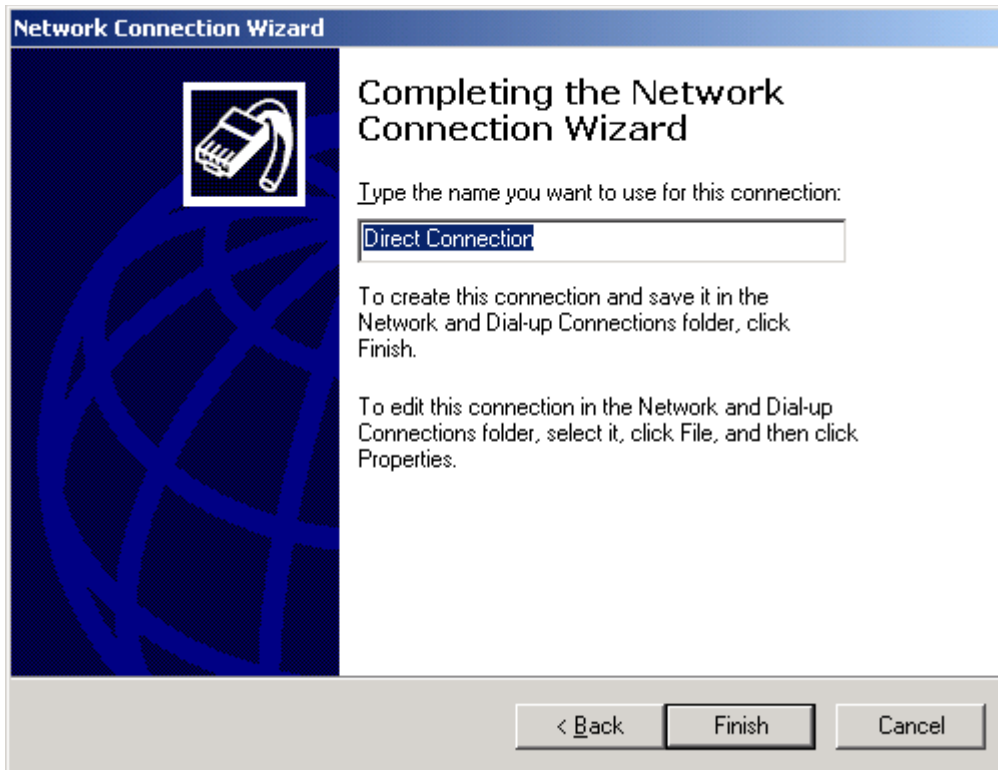 Network Connection Wizard
Completing the Network
Connection Wizard
Type the name you want to use for this connection:
Direct Connection
To create this connection and save it in the
Network and Dial-up Connections folder, click
Finish.
To edit this connection in the Network and Dial-up
Connections folder, select it, click File, and then click
Properties.
< Back
Finish
Cancel